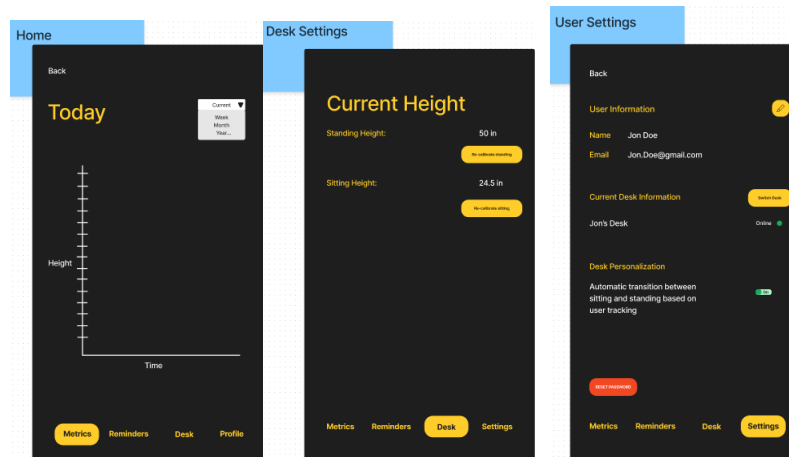 Home
Back
Today
Current
Week
Month
Year...
Height
Time
Metrics Reminders Desk Profile
Desk Settings
Current Height
Standing Height: 50 in
Re-calibrate standing
Sitting Height: 24.5 in
Re-calibrate sitting
Metrics Reminders Desk Settings
User Settings
Back
User Information
Name Jon Doe
Email Jon.Doe@gmail.com
Current Desk Information Switch Desk
Jon's Desk Online
Desk Personalization
Automatic transition between
sitting and standing based on
user tracking
RESET PASSWORD
Metrics Reminders Desk Settings